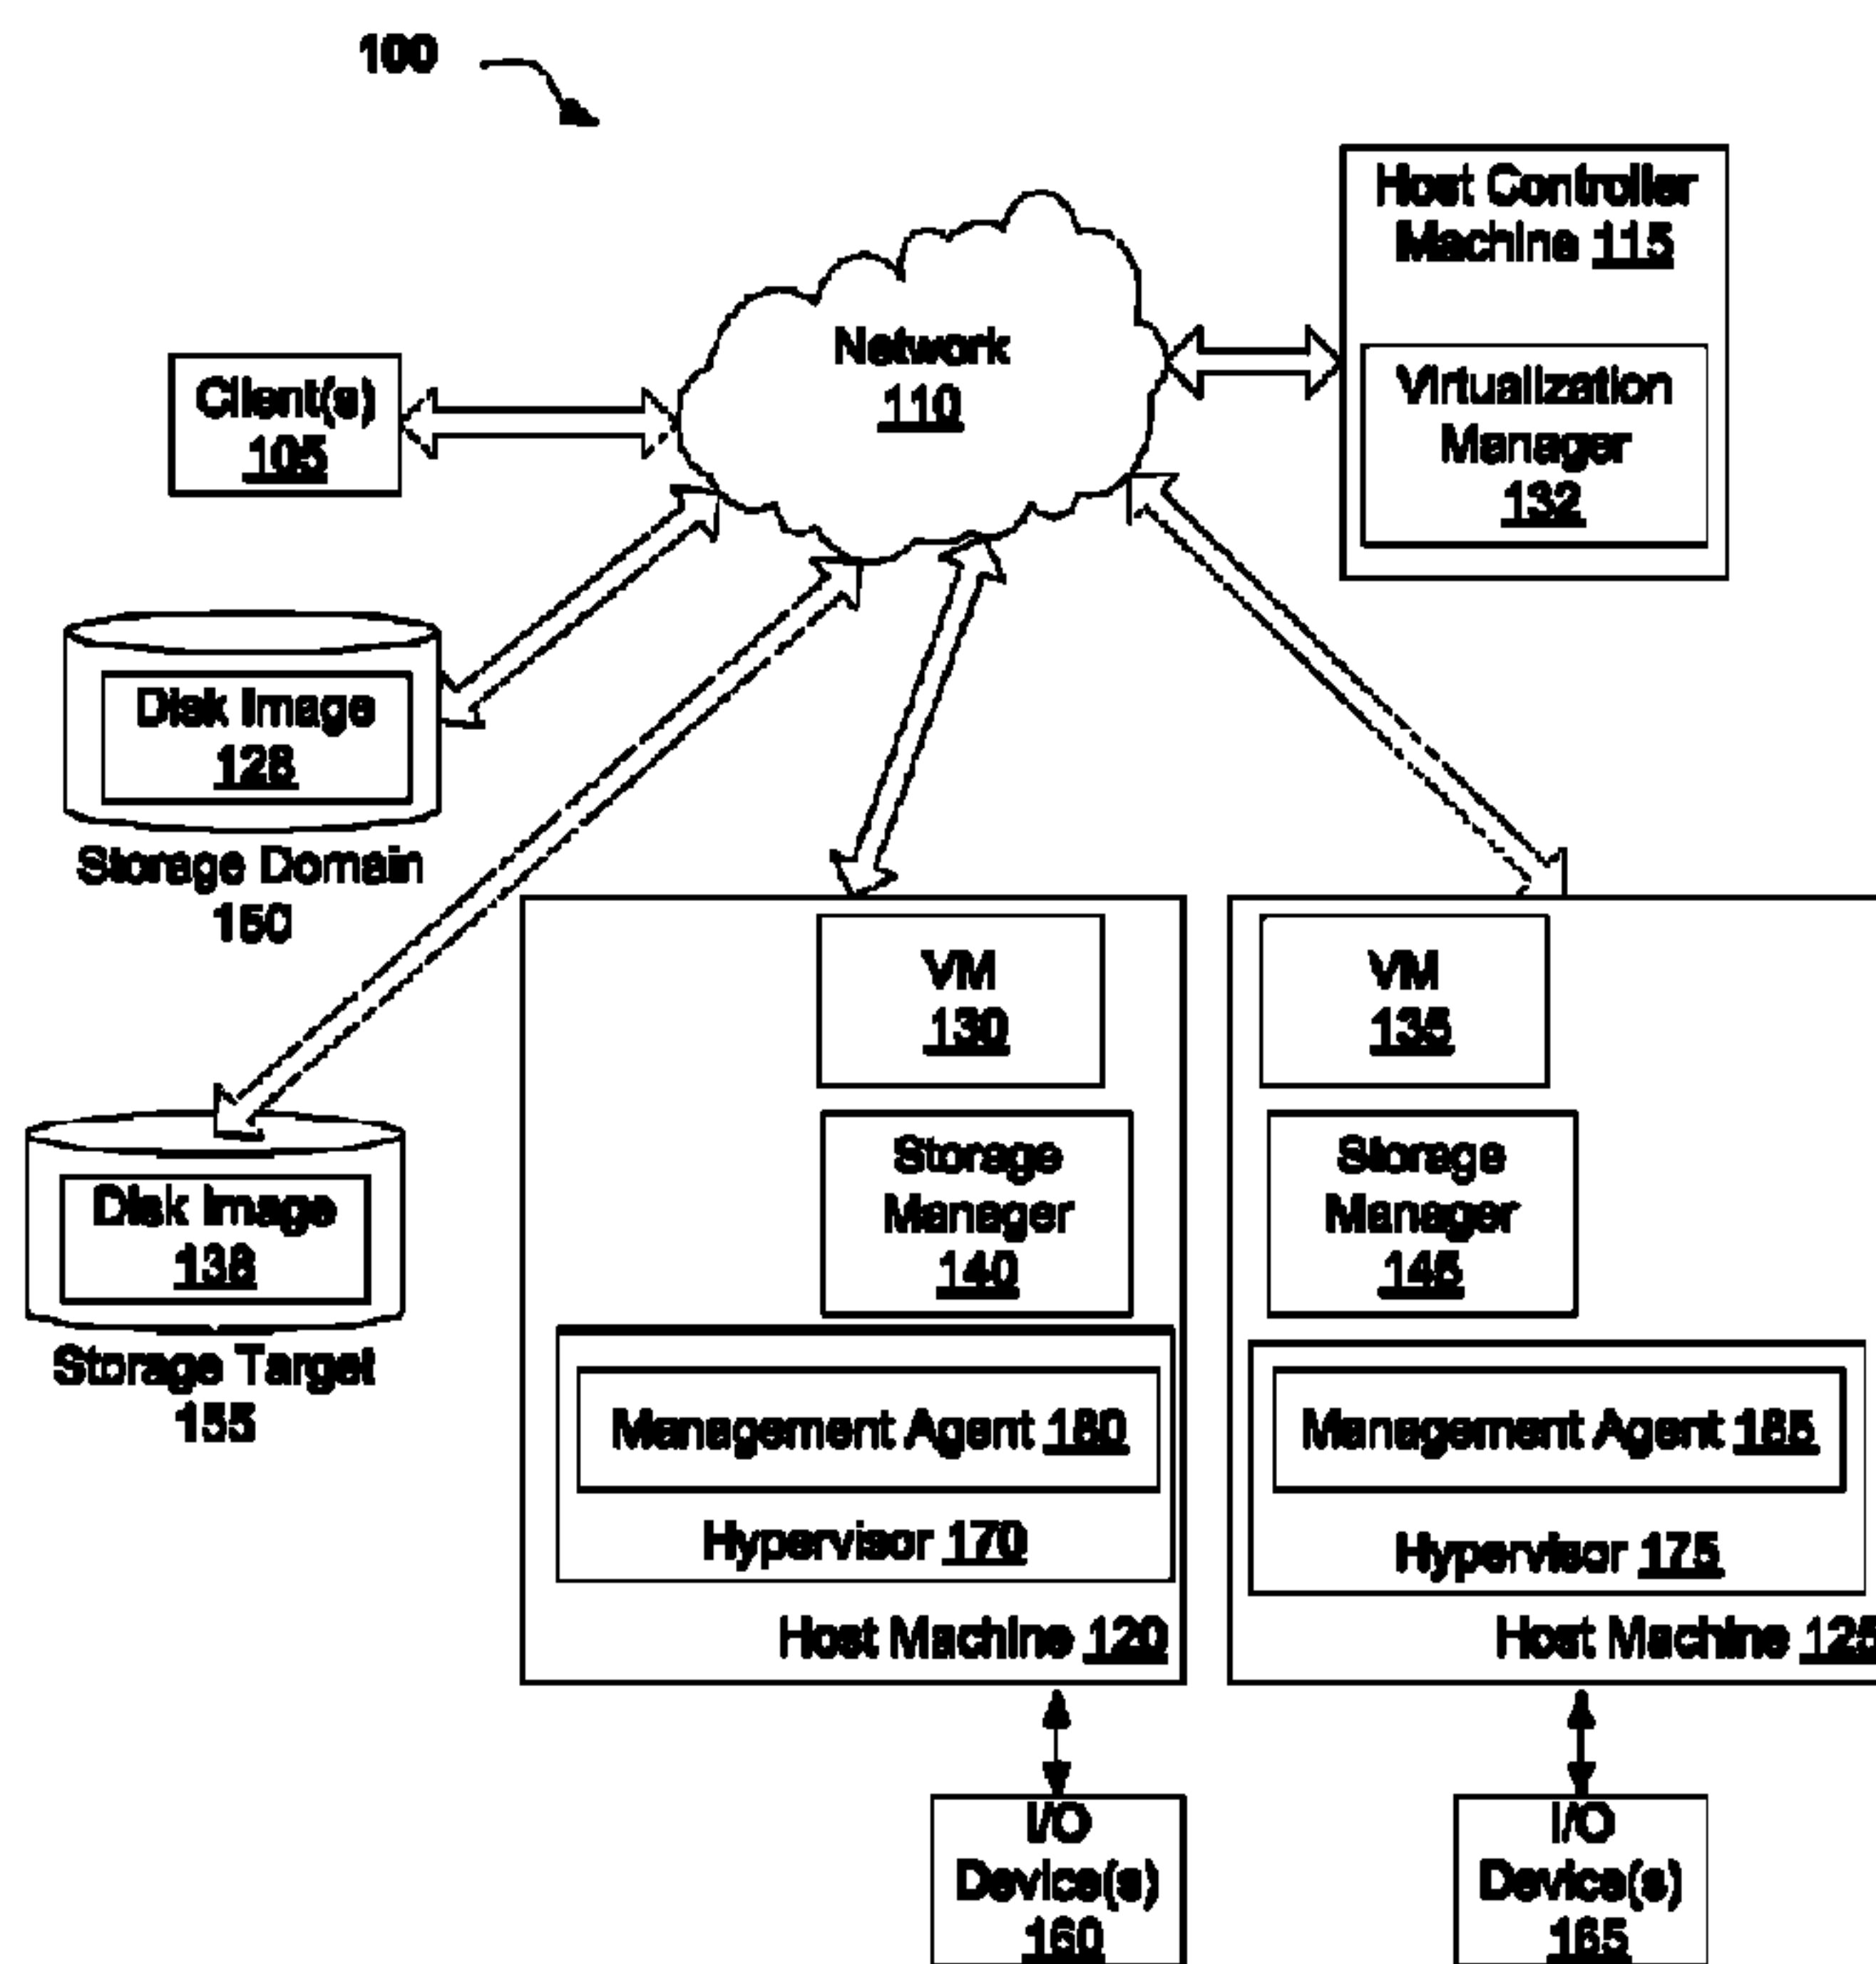 100
Host Controller
Machine 115
Network
110
Virtualization
Manager
132
Client(s)
105
Disk Image
128
Storage Domain
150
VM
130
VM
135
Storage
Manager
140
Storage
Manager
145
Disk Image
138
Storage Target
155
Management Agent 180
Management Agent 185
Hypervisor 170
Hypervisor 175
Host Machine 120
Host Machine 125
I/O
Device(s)
160
I/O
Device(s)
165